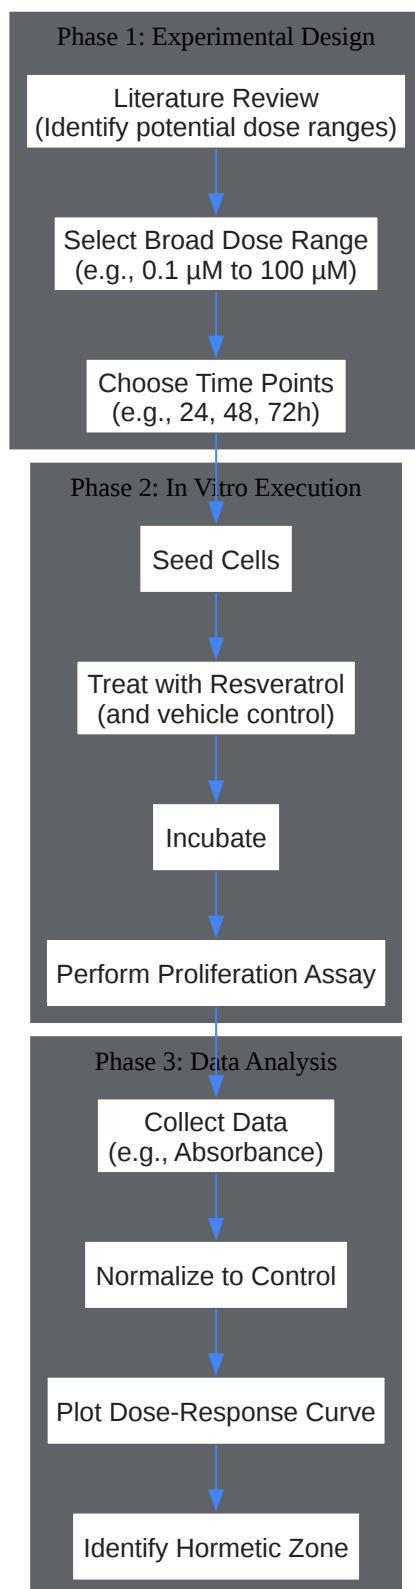 Phase 1: Experimental Design
Literature Review
(Identify potential dose ranges)
Select Broad Dose Range
(e.g., 0.1 µM to 100 µM)
Choose Time Points
(e.g., 24, 48, 72h)
Phase 2: In Vitro Execution
Seed Cells
Treat with Resveratrol
(and vehicle control)
Incubate
Perform Proliferation Assay
Phase 3: Data Analysis
Collect Data
(e.g., Absorbance)
Normalize to Control
Plot Dose-Response Curve
Identify Hormetic Zone